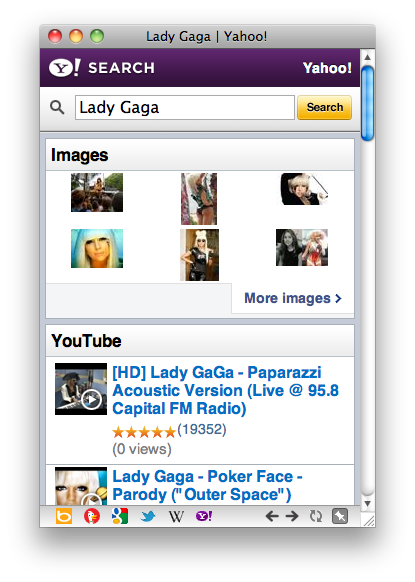 Lady Gaga | Yahoo!
Y! SEARCH
Yahoo!
Lady Gaga
Search
Images
More images >
YouTube
[HD] Lady GaGa - Paparazzi
Acoustic Version (Live @ 95.8
Capital FM Radio)
(19352)
(0 views)
Lady Gaga - Poker Face -
Parody ("Outer Space")
b g W Y!